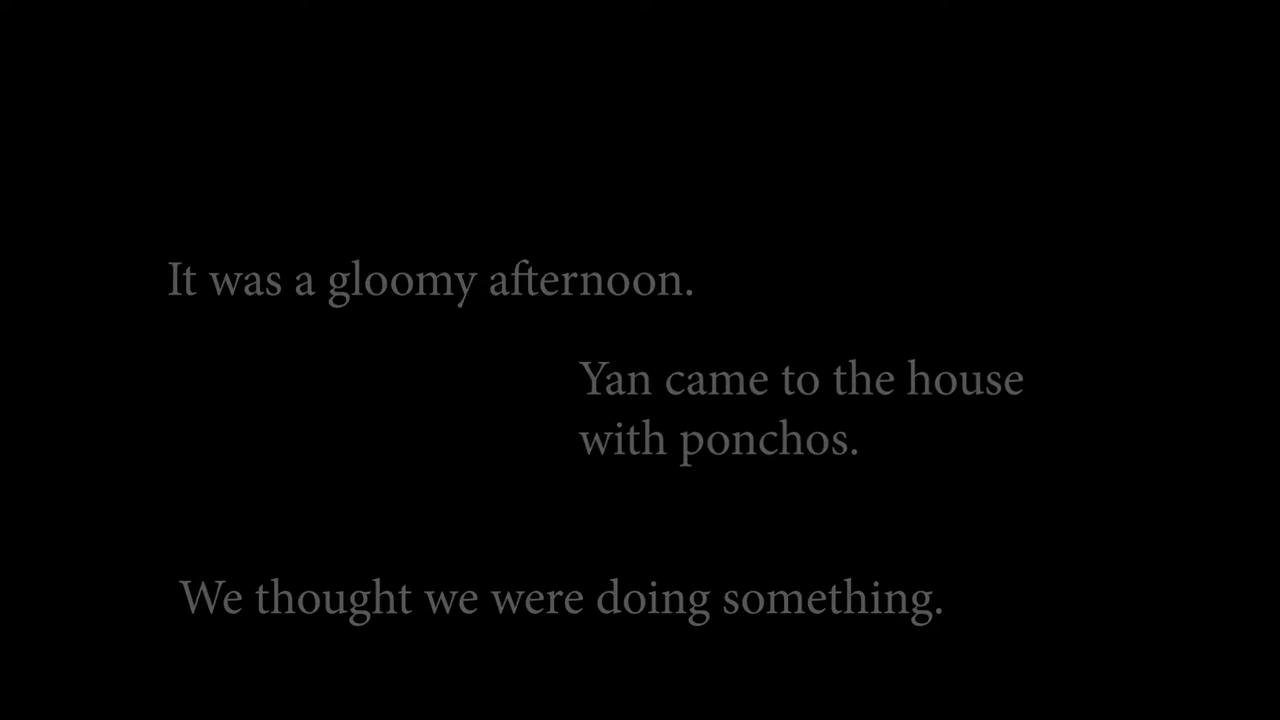 It was a gloomy afternoon.
Yan came to the house
with ponchos.
We thought we were doing something.